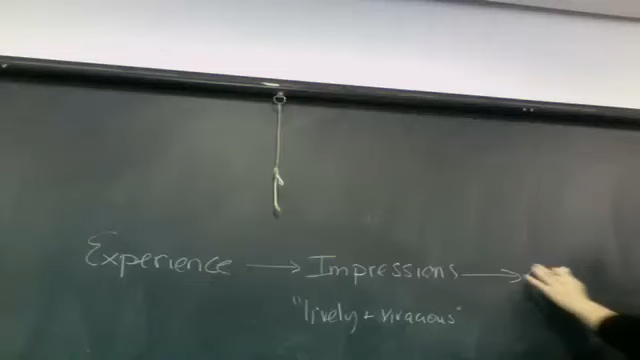 Experience → Impressions →
"lively + vivacious"